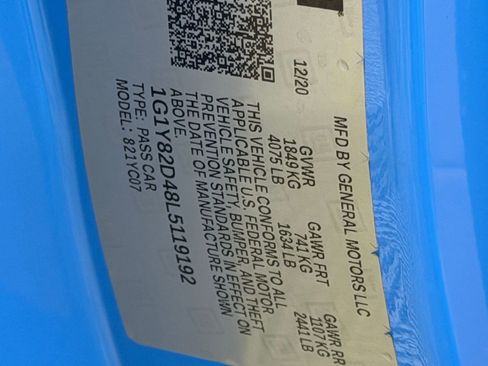 MFD BY GENERAL MOTORS LLC
12/20
GVWR GAWR FRT GAWR RR
1849 KG 741 KG 1107 KG
4075 LB 1634 LB 2441 LB
THIS VEHICLE CONFORMS TO ALL
APPLICABLE U.S. FEDERAL MOTOR
VEHICLE SAFETY, BUMPER, AND THEFT
PREVENTION STANDARDS IN EFFECT ON
THE DATE OF MANUFACTURE SHOWN
ABOVE.
1G1Y82D48L5119192
TYPE: PASS CAR
MODEL: 821YC07